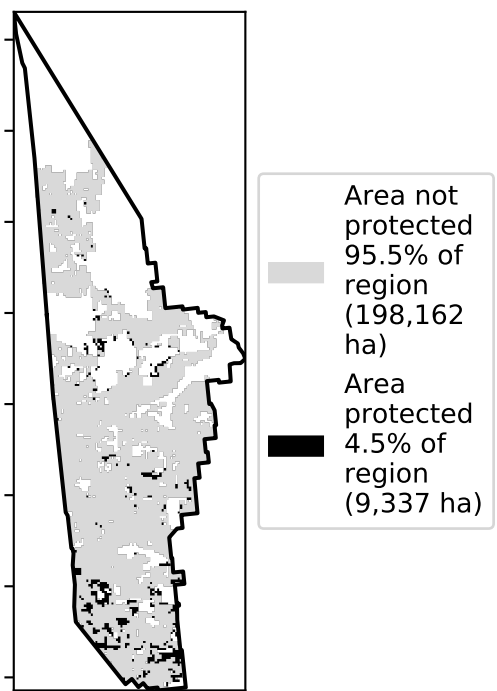 Area not
protected
95.5% of
region
(198,162
ha)
Area
protected
4.5% of
region
(9,337 ha)